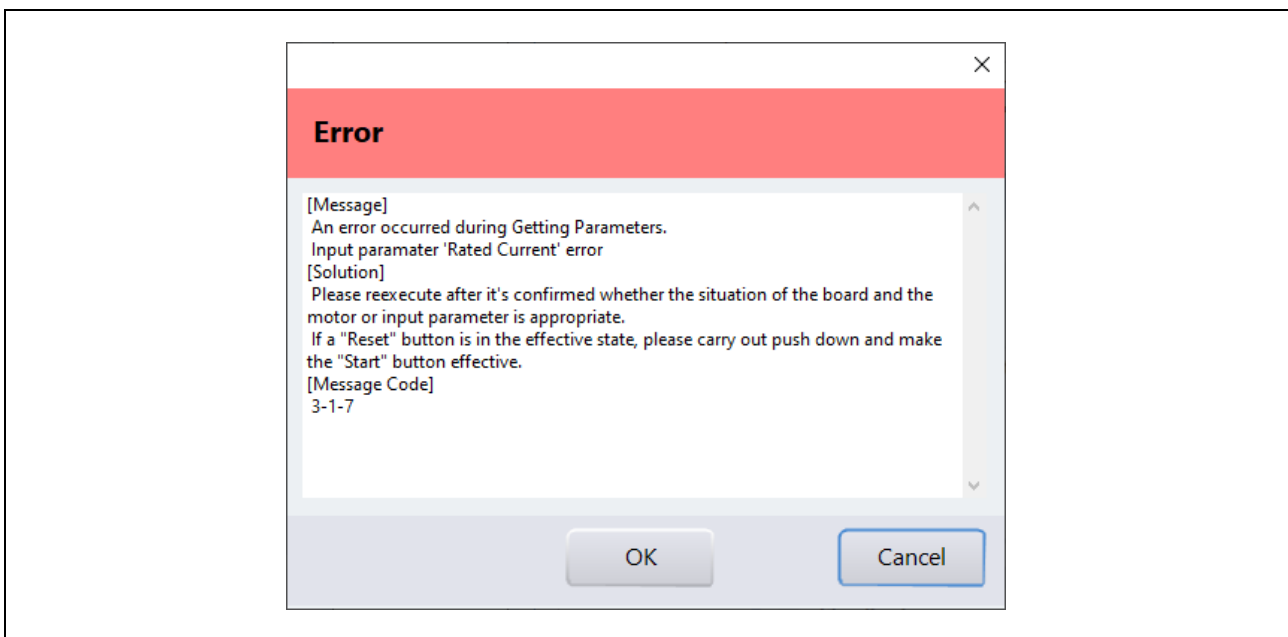 Error
[Message]
An error occurred during Getting Parameters.
Input paramater 'Rated Current' error
[Solution]
Please reexecute after it's confirmed whether the situation of the board and the
motor or input parameter is appropriate.
If a "Reset" button is in the effective state, please carry out push down and make
the "Start" button effective.
[Message Code]
3-1-7
OK
Cancel